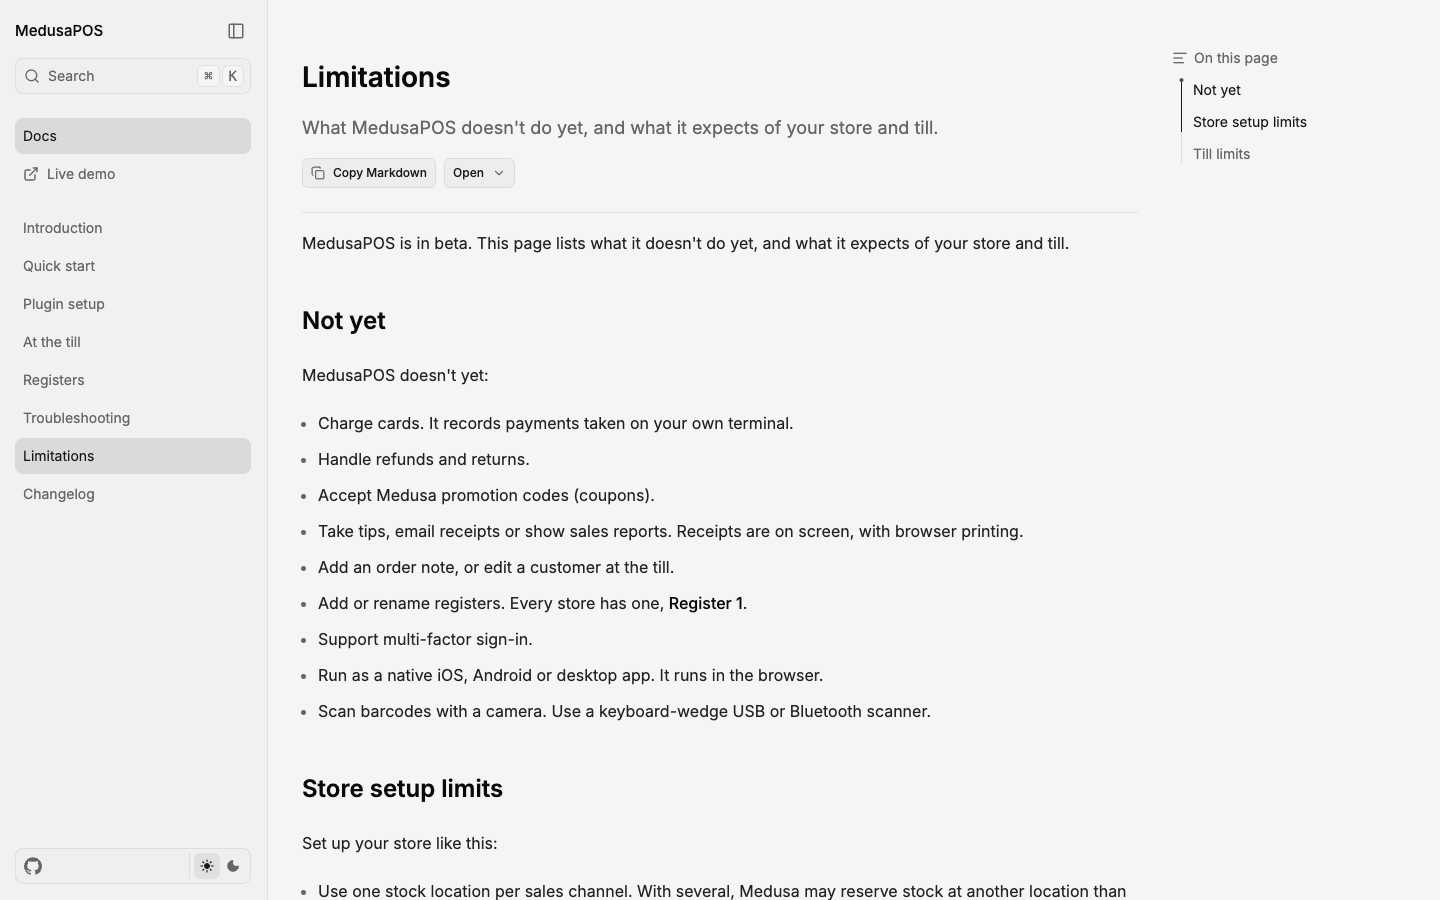 MedusaPOS
Search
⌘ K
Docs
Live demo
Introduction
Quick start
Plugin setup
At the till
Registers
Troubleshooting
Limitations
Changelog
Limitations
What MedusaPOS doesn't do yet, and what it expects of your store and till.
Copy Markdown
Open
MedusaPOS is in beta. This page lists what it doesn't do yet, and what it expects of your store and till.
Not yet
MedusaPOS doesn't yet:
Charge cards. It records payments taken on your own terminal.
Handle refunds and returns.
Accept Medusa promotion codes (coupons).
Take tips, email receipts or show sales reports. Receipts are on screen, with browser printing.
Add an order note, or edit a customer at the till.
Add or rename registers. Every store has one, Register 1.
Support multi-factor sign-in.
Run as a native iOS, Android or desktop app. It runs in the browser.
Scan barcodes with a camera. Use a keyboard-wedge USB or Bluetooth scanner.
Store setup limits
Set up your store like this:
Use one stock location per sales channel. With several, Medusa may reserve stock at another location than
On this page
Not yet
Store setup limits
Till limits